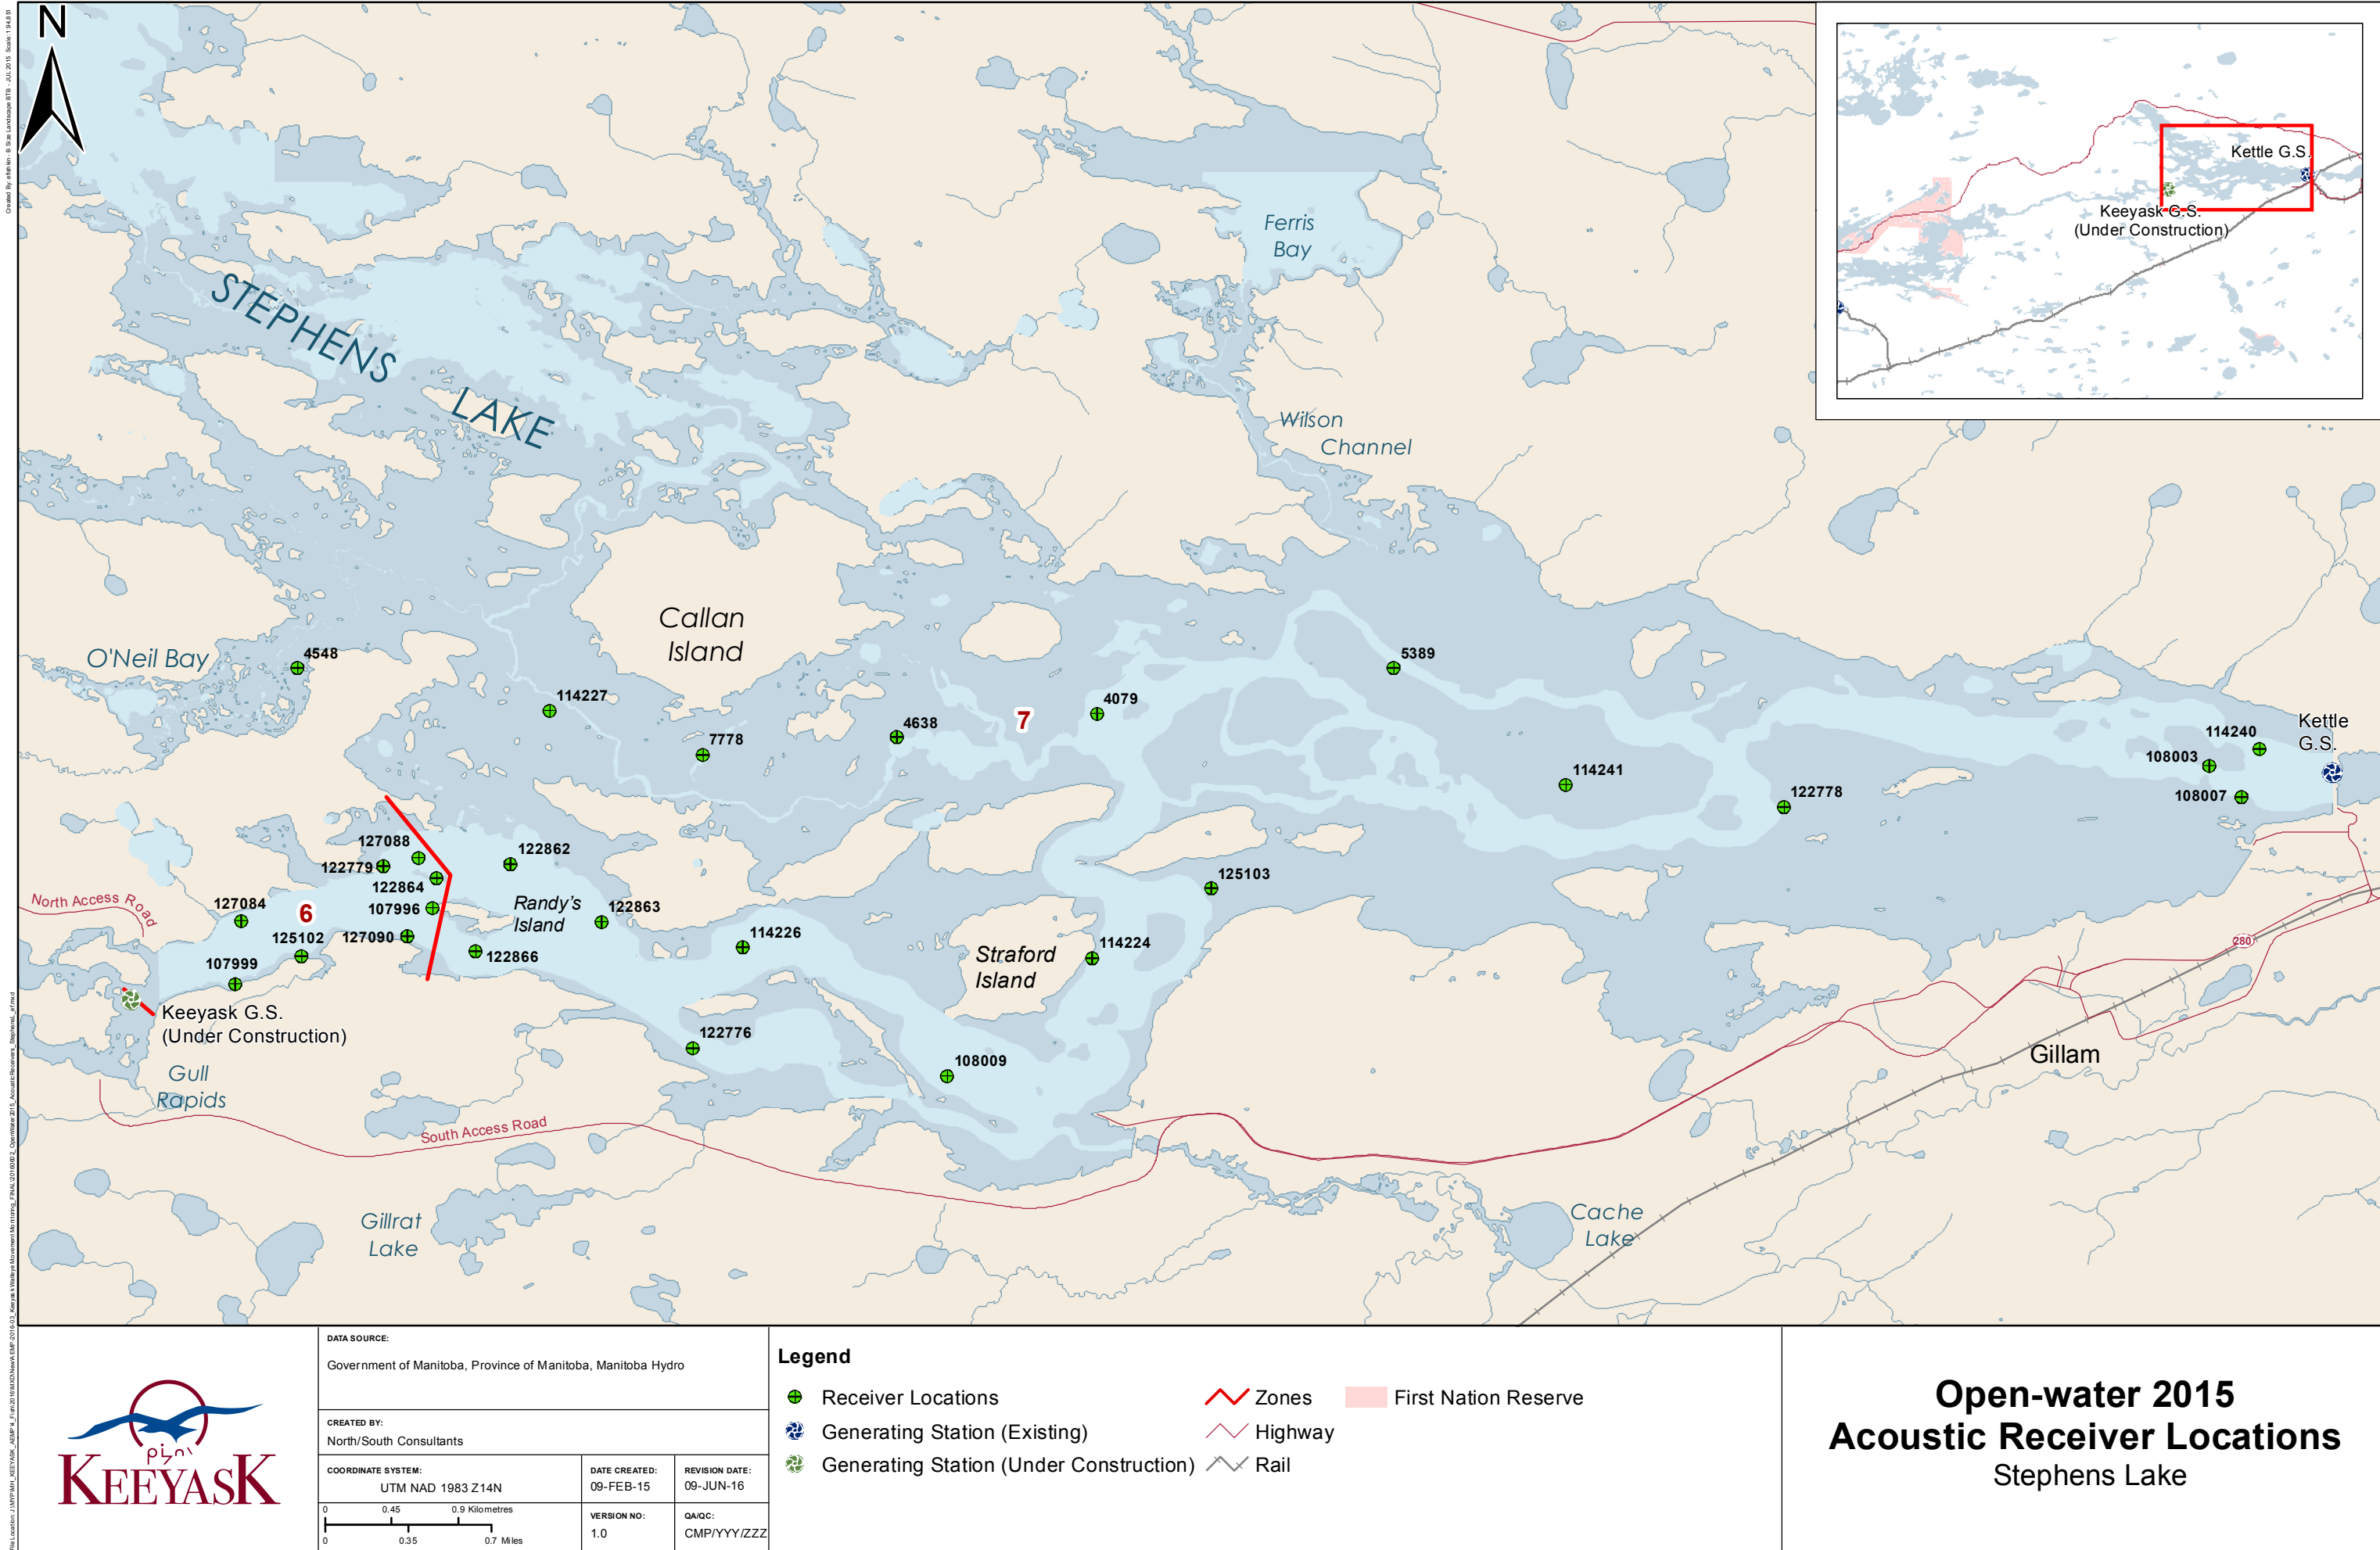 N
Ferris
Bay
STEPHENS
LAKE
Wilson
Channel
Kettle G.S.
Keeyask G.S.
(Under Construction)
Callan
Island
O'Neil Bay
4548
114227
7778
4638
7
4079
5389
114241
122778
114240
108003
108007
Kettle
G.S.
127088
122779
122864
107996
127090
122862
Randy's
Island
122863
122866
North Access Road
127084
6
125102
107999
Keeyask G.S.
(Under Construction)
Gull
Rapids
114226
122776
108009
Straford
Island
114224
125103
280
Gillam
South Access Road
Gillrat
Lake
Cache
Lake
KEEYASK
DATA SOURCE:
Government of Manitoba, Province of Manitoba, Manitoba Hydro
CREATED BY:
North/South Consultants
COORDINATE SYSTEM:
UTM NAD 1983 Z14N
DATE CREATED:
09-FEB-15
REVISION DATE:
09-JUN-16
0 0.45 0.9 Kilometres
0 0.35 0.7 Miles
VERSION NO:
1.0
QA/QC:
CMP/YYY/ZZZ
Legend
Receiver Locations
Generating Station (Existing)
Generating Station (Under Construction)
Zones
Highway
Rail
First Nation Reserve
Open-water 2015
Acoustic Receiver Locations
Stephens Lake